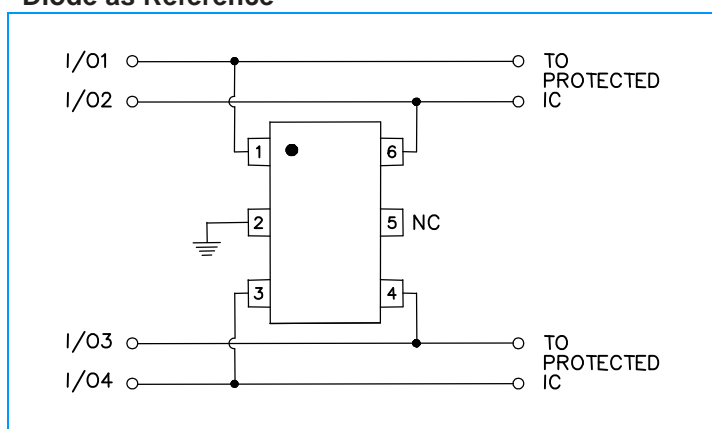 Diode as Reference
I/O1
TO
PROTECTED
IC
I/O2
1
6
2
5 NC
3
4
I/O3
TO
PROTECTED
IC
I/O4